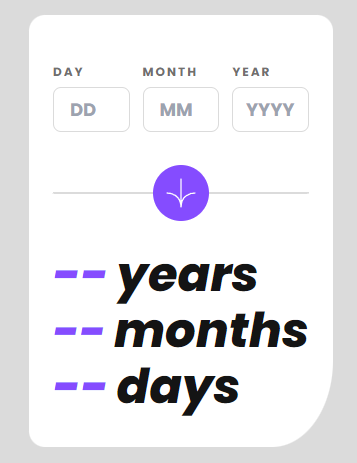 DAY MONTH YEAR
DD MM YYYY
-- years
-- months
-- days